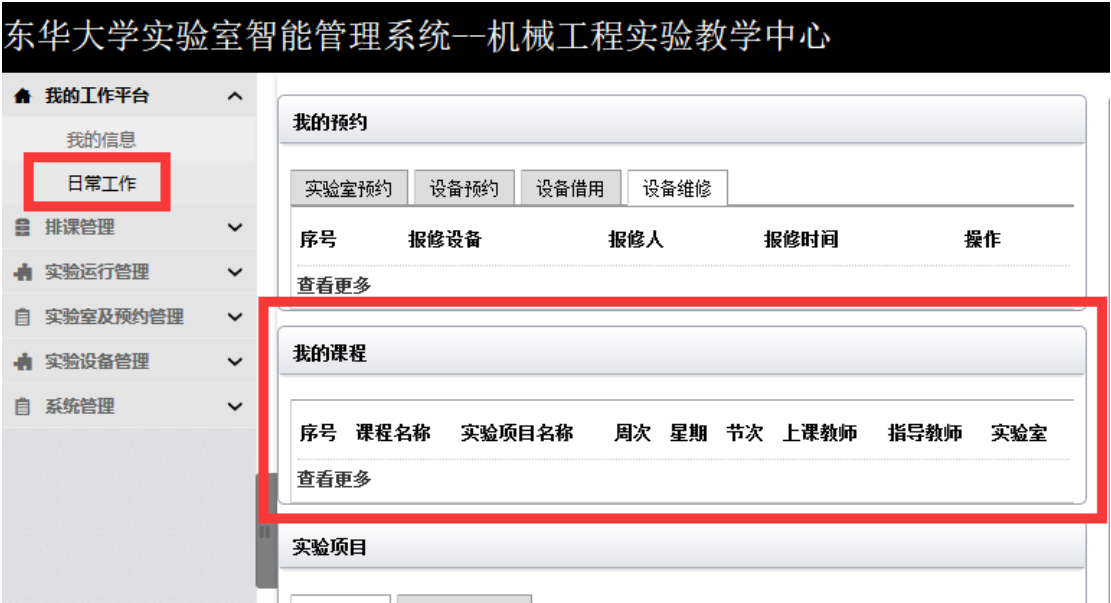 东华大学实验室智能管理系统--机械工程实验教学中心
我的工作平台
我的信息
日常工作
排课管理
实验运行管理
实验室及预约管理
实验设备管理
系统管理
我的预约
实验室预约 设备预约 设备借用 设备维修
序号 报修设备 报修人 报修时间 操作
查看更多
我的课程
序号 课程名称 实验项目名称 周次 星期 节次 上课教师 指导教师 实验室
查看更多
实验项目